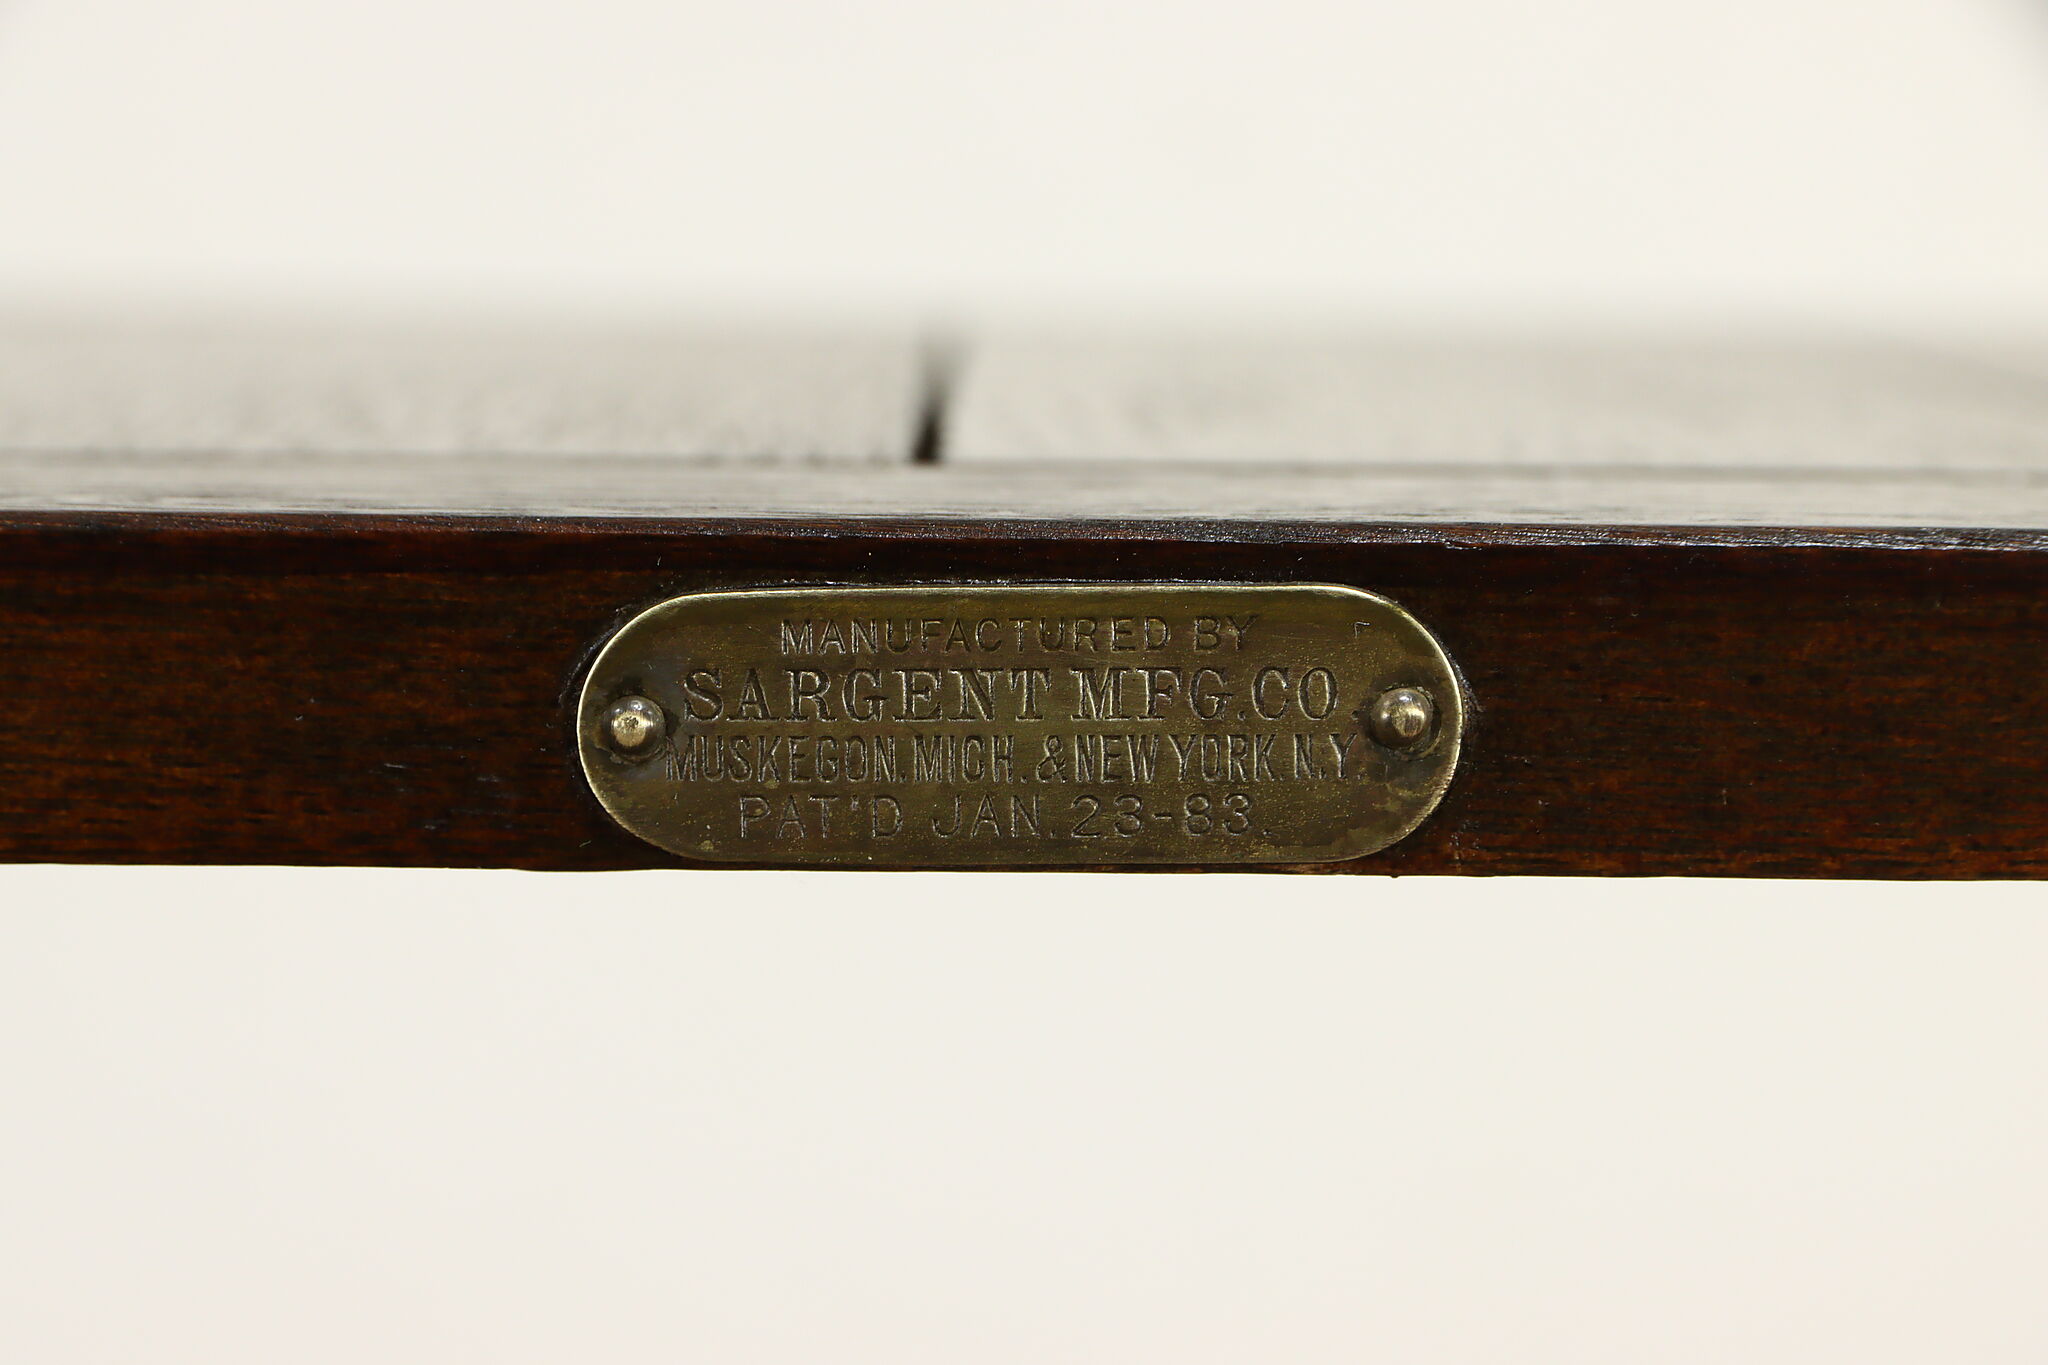 MANUFACTURED BY
SARGENT MFG. CO
MUSKEGON. MICH. & NEW YORK. N.Y
PAT'D JAN. 23-83.